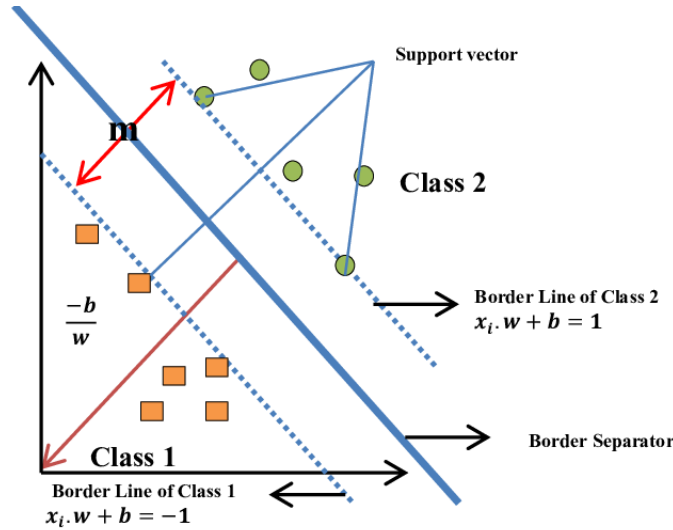 Support vector
m
Class 2
Border Line of Class 2
𝒙𝒊. 𝒘 + 𝒃 = 𝟏
−𝒃
𝒘
Border Separator
Class 1
Border Line of Class 1
𝒙𝒊. 𝒘 + 𝒃 = −𝟏